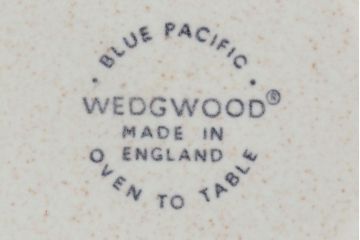 • BLUE PACIFIC •
WEDGWOOD®
MADE IN
ENGLAND
OVEN TO TABLE